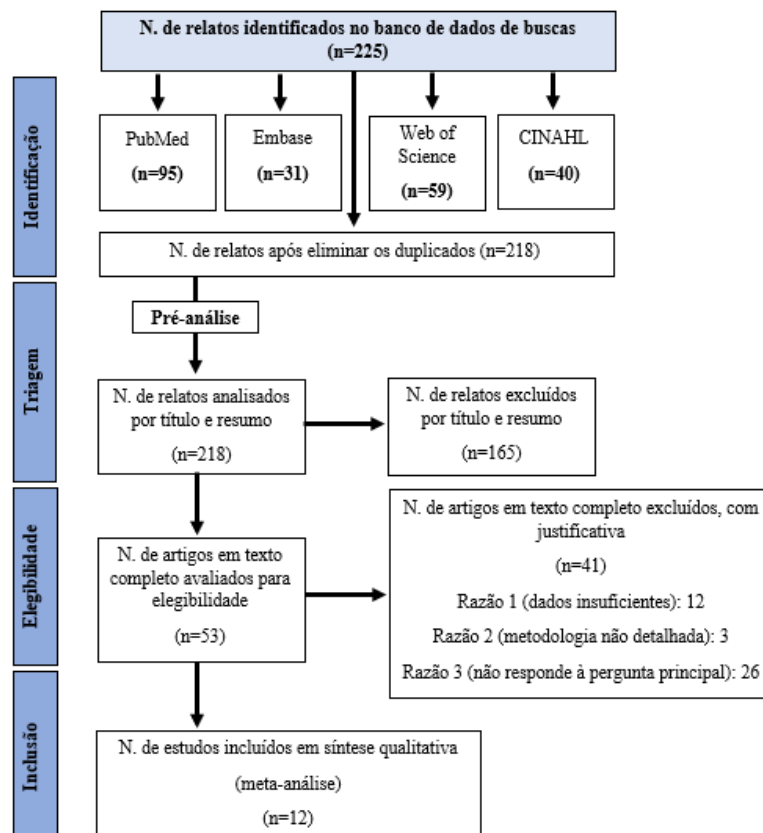 N. de relatos identificados no banco de dados de buscas
(n=225)
Identificação
PubMed
(n=95)
Embase
(n=31)
Web of
Science
(n=59)
CINAHL
(n=40)
N. de relatos após eliminar os duplicados (n=218)
Triagem
Pré-análise
N. de relatos analisados
por título e resumo
(n=218)
N. de relatos excluídos
por título e resumo
(n=165)
Elegibilidade
N. de artigos em texto
completo avaliados para
elegibilidade
(n=53)
N. de artigos em texto completo excluídos, com
justificativa
(n=41)
Razão 1 (dados insuficientes): 12
Razão 2 (metodologia não detalhada): 3
Razão 3 (não responde à pergunta principal): 26
Inclusão
N. de estudos incluídos em síntese qualitativa
(meta-análise)
(n=12)